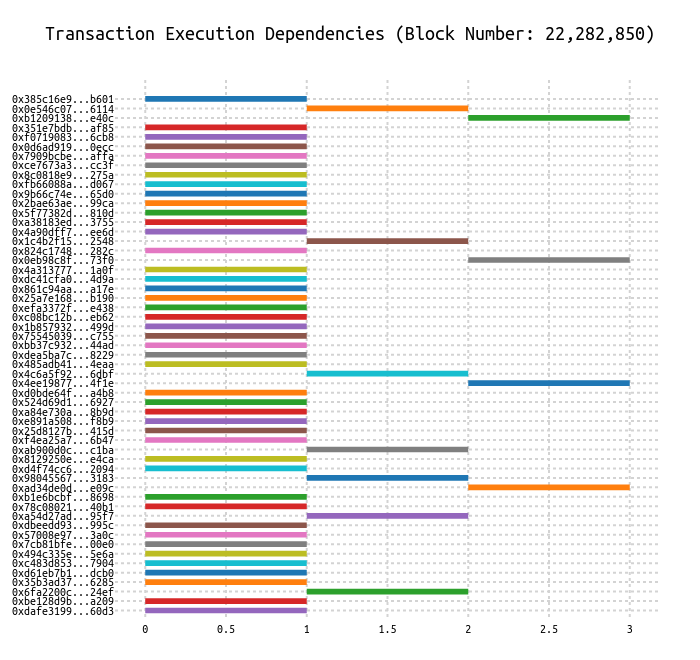 Transaction Execution Dependencies (Block Number: 22,282,850)
0x385c16e9...b601
0x0e546c07...6114
0xb1209138...e40c
0x351e7bdb...af85
0xf0719083...6cb8
0x0d6ad919...0ecc
0x7909bcbe...affa
0xce7673a3...cc3f
0x8c0818e9...275a
0xfb66088a...d067
0x9b66c74e...65d0
0x2bae63ae...99ca
0x5f77382d...810d
0xa38183ed...3755
0x4a90dff7...ee6d
0x1c4b2f15...2548
0x824c1748...282c
0x0eb98c8f...73f0
0x4a313777...1a0f
0xdc41cfa0...4d9a
0x861c94aa...a17e
0x25a7e168...b190
0xefa3372f...e438
0xc08bc12b...eb62
0x1b857932...499d
0x75545039...c755
0xbb37c932...44ad
0xdea5ba7c...8229
0x485adb41...4eaa
0x4c6a5f92...6dbf
0x4ee19877...4f1e
0xd0bde64f...a4b8
0x524d69d1...6927
0xa84e730a...8b9d
0xe891a508...f8b9
0x25d8127b...415d
0xf4ea25a7...6b47
0xab900d0c...c1ba
0x8129250e...e4ca
0xd4f74cc6...2094
0x98045567...3183
0xad34de0d...e09c
0xb1e6bcbf...8698
0x78c08021...40b1
0xa54d27ad...95f7
0xdbeedd93...995c
0x57008e97...3a0c
0x7cb81bfe...00e0
0x494c335e...5e6a
0xc483d853...7904
0xd61eb7b1...dcb0
0x35b3ad37...6285
0x6fa2200c...24ef
0xbe128d9b...a209
0xdafe3199...60d3
0 0.5 1 1.5 2 2.5 3